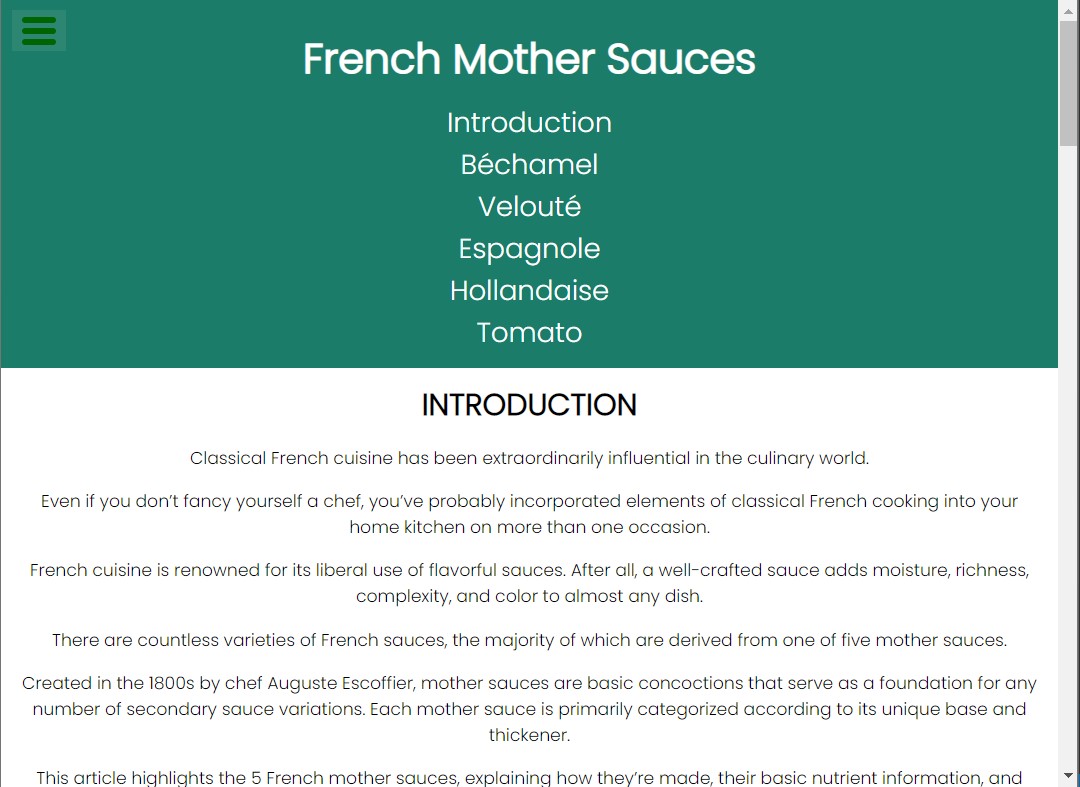 French Mother Sauces
Introduction
Béchamel
Velouté
Espagnole
Hollandaise
Tomato
INTRODUCTION
Classical French cuisine has been extraordinarily influential in the culinary world.
Even if you don’t fancy yourself a chef, you’ve probably incorporated elements of classical French cooking into your
home kitchen on more than one occasion.
French cuisine is renowned for its liberal use of flavorful sauces. After all, a well-crafted sauce adds moisture, richness,
complexity, and color to almost any dish.
There are countless varieties of French sauces, the majority of which are derived from one of five mother sauces.
Created in the 1800s by chef Auguste Escoffier, mother sauces are basic concoctions that serve as a foundation for any
number of secondary sauce variations. Each mother sauce is primarily categorized according to its unique base and
thickener.
This article highlights the 5 French mother sauces, explaining how they’re made, their basic nutrient information, and